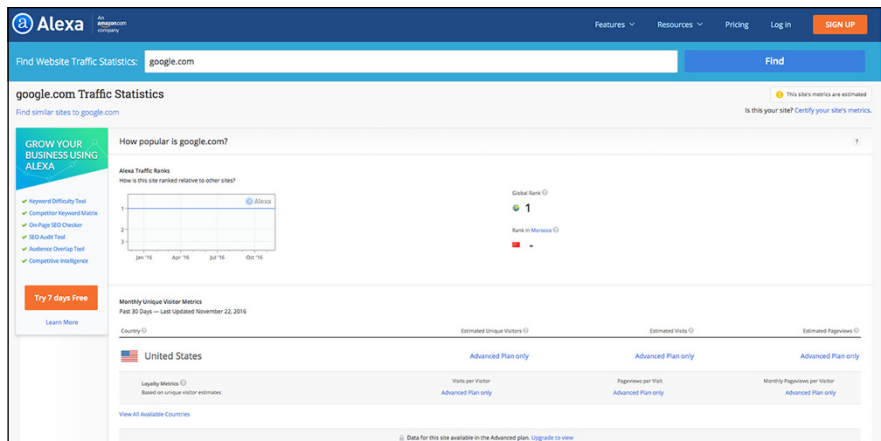 a Alexa An amazon.com company
Features Resources Pricing Log in SIGN UP
Find Website Traffic Statistics: google.com Find
google.com Traffic Statistics
This site's metrics are estimated
Find similar sites to google.com
Is this your site? Certify your site's metrics.
GROW YOUR
BUSINESS USING
ALEXA
✓ Keyword Difficulty Tool
✓ Competitor Keyword Matrix
✓ On-Page SEO Checker
✓ SEO Audit Tool
✓ Audience Overlap Tool
✓ Competitive Intelligence
Try 7 days Free
Learn More
How popular is google.com? ?
Alexa Traffic Ranks
How is this site ranked relative to other sites?
a Alexa
1
2
3
Jan '16 Apr '16 Jul '16 Oct '16
Global Rank ?
1
Rank in Morocco ?
-
Monthly Unique Visitor Metrics
Past 30 Days — Last Updated November 22, 2016
Country ? Estimated Unique Visitors ? Estimated Visits ? Estimated Pageviews ?
United States Advanced Plan only Advanced Plan only Advanced Plan only
Loyalty Metrics ? Visits per Visitor Pageviews per Visit Monthly Pageviews per Visitor
Based on unique visitor estimates Advanced Plan only Advanced Plan only Advanced Plan only
View All Available Countries
Data for this site available in the Advanced plan. Upgrade to view